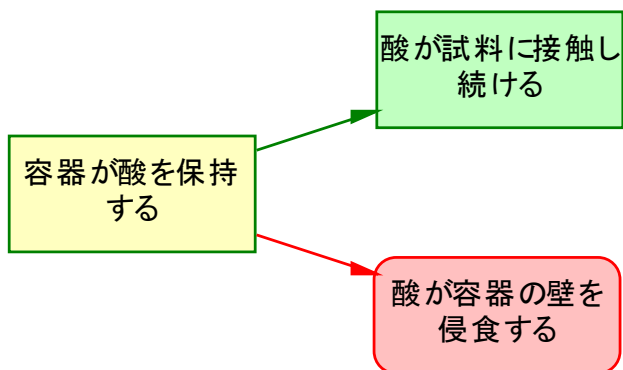 酸が試料に接触し
続ける
容器が酸を保持
する
酸が容器の壁を
侵食する